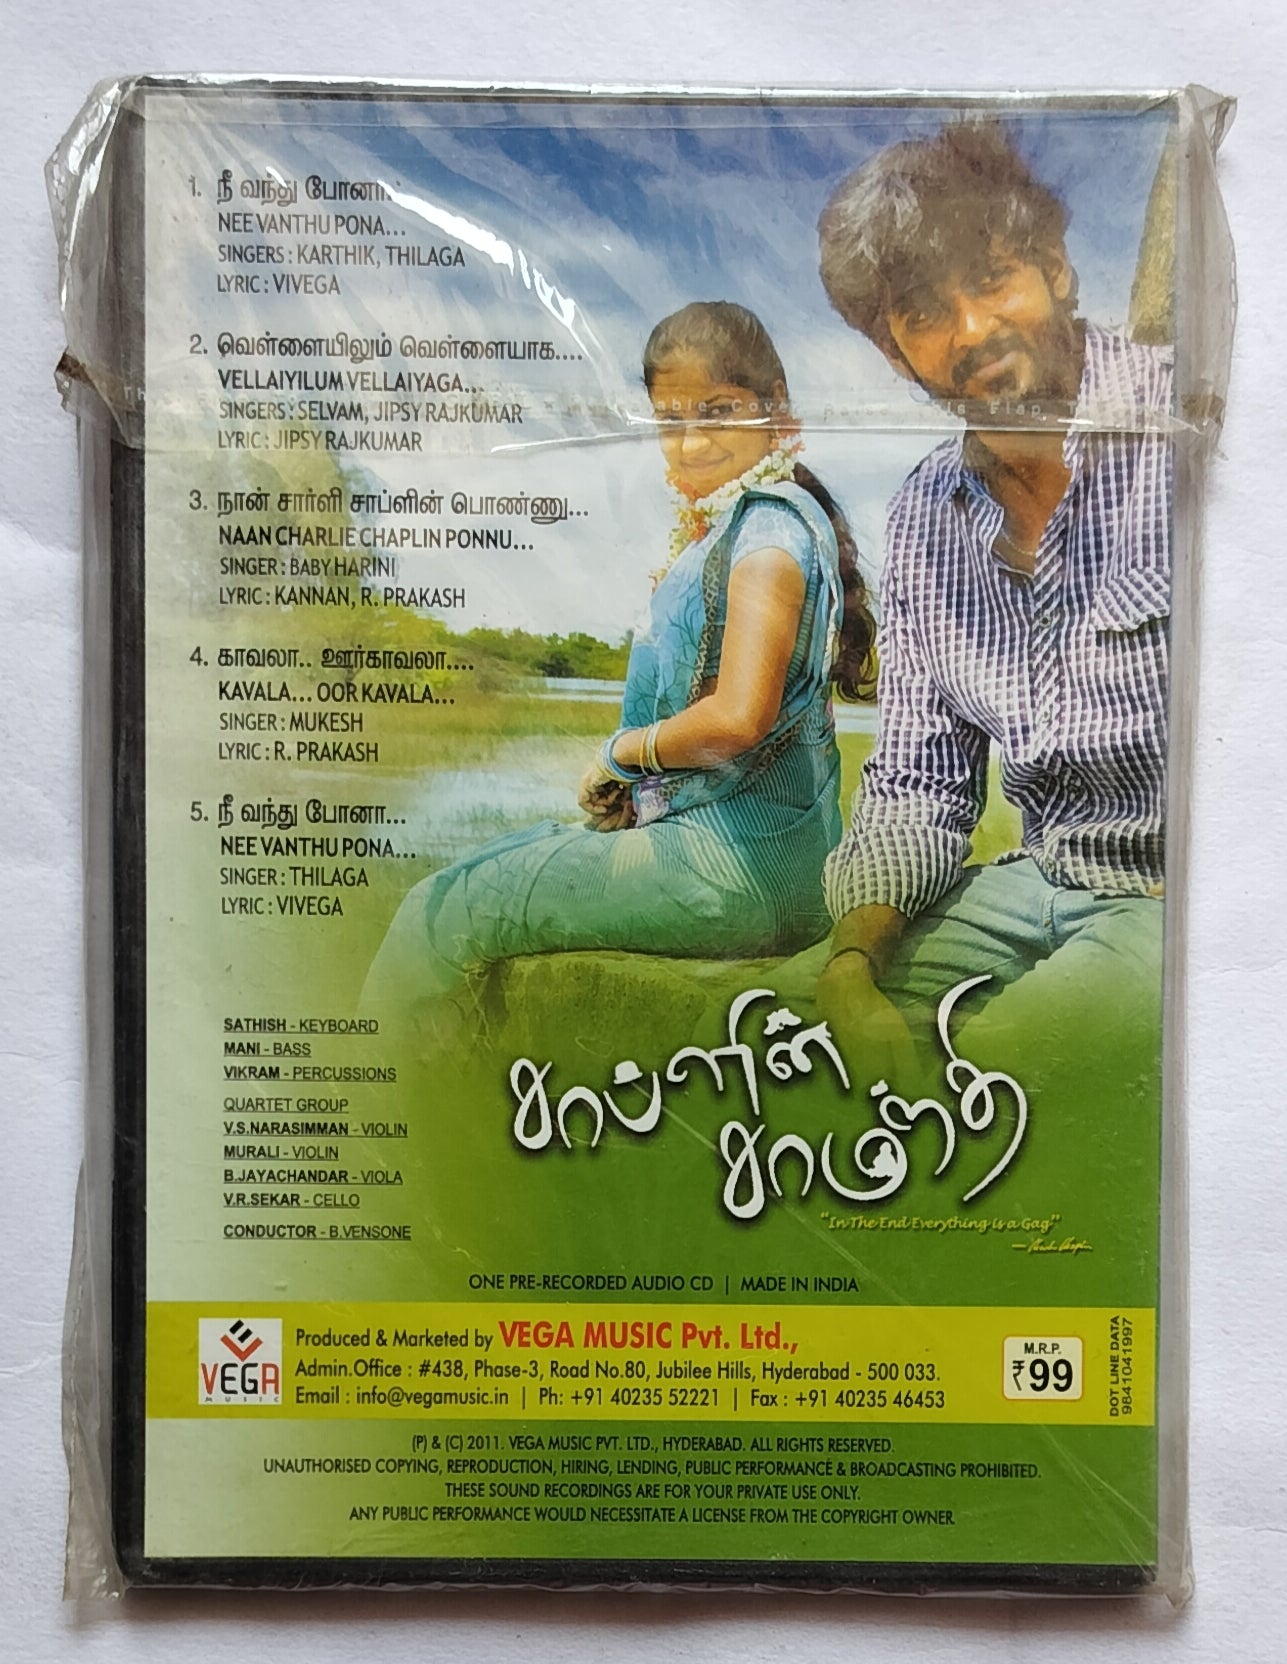 1. நீ வந்து போனா..
NEE VANTHU PONA...
SINGERS : KARTHIK, THILAGA
LYRIC : VIVEGA
2. வெள்ளையிலும் வெள்ளையாக....
VELLAIYILUM VELLAIYAGA...
SINGERS : SELVAM, JIPSY RAJKUMAR
LYRIC : JIPSY RAJKUMAR
3. நான் சார்ளி சாப்ளின் பொண்ணு...
NAAN CHARLIE CHAPLIN PONNU...
SINGER : BABY HARINI
LYRIC : KANNAN, R. PRAKASH
4. காவலா.. ஊர்காவலா....
KAVALA... OOR KAVALA...
SINGER : MUKESH
LYRIC : R. PRAKASH
5. நீ வந்து போனா...
NEE VANTHU PONA...
SINGER : THILAGA
LYRIC : VIVEGA
SATHISH - KEYBOARD
MANI - BASS
VIKRAM - PERCUSSIONS
QUARTET GROUP
V.S.NARASIMMAN - VIOLIN
MURALI - VIOLIN
B.JAYACHANDAR - VIOLA
V.R.SEKAR - CELLO
CONDUCTOR - B.VENSONE
சாப்ளின்
சாமந்தி
"In The End Everything is a Gag"
ONE PRE-RECORDED AUDIO CD | MADE IN INDIA
VEGA
MUSIC
Produced & Marketed by VEGA MUSIC Pvt. Ltd.,
Admin.Office : #438, Phase-3, Road No.80, Jubilee Hills, Hyderabad - 500 033.
Email : info@vegamusic.in | Ph: +91 40235 52221 | Fax : +91 40235 46453
M.R.P.
₹99
DOT LINE DATA
9841041997
(P) & (C) 2011. VEGA MUSIC PVT. LTD., HYDERABAD. ALL RIGHTS RESERVED.
UNAUTHORISED COPYING, REPRODUCTION, HIRING, LENDING, PUBLIC PERFORMANCE & BROADCASTING PROHIBITED.
THESE SOUND RECORDINGS ARE FOR YOUR PRIVATE USE ONLY.
ANY PUBLIC PERFORMANCE WOULD NECESSITATE A LICENSE FROM THE COPYRIGHT OWNER